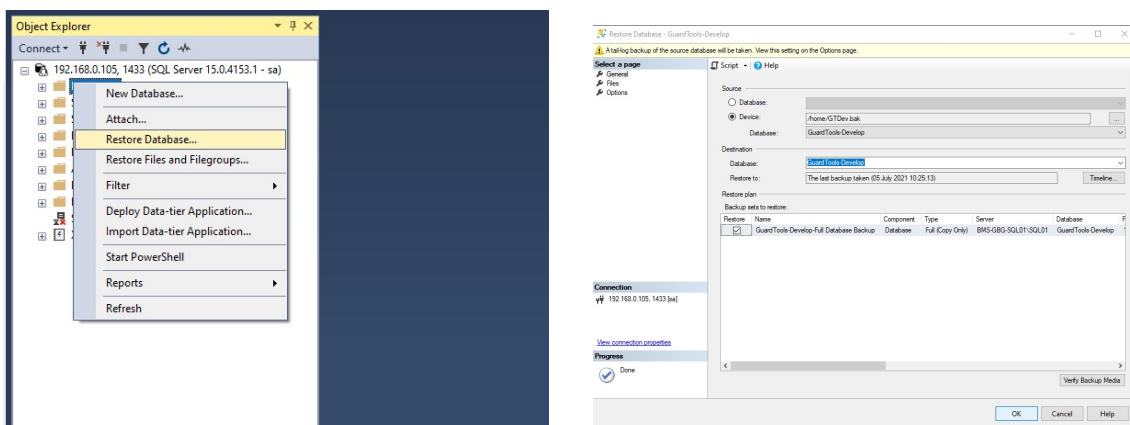 Object Explorer
Connect
192.168.0.105, 1433 (SQL Server 15.0.4153.1 - sa)
New Database...
Attach...
Restore Database...
Restore Files and Filegroups...
Filter
Deploy Data-tier Application...
Import Data-tier Application...
Start PowerShell
Reports
Refresh
Restore Database - GuardTools-Develop
A tail-log backup of the source database will be taken. View this setting on the Options page.
Select a page
General
Files
Options
Script
Help
Source
Database:
Device:
/home/GTDev.bak
...
Database:
GuardTools-Develop
Destination
Database:
GuardTools-Develop
Restore to:
The last backup taken (05 July 2021 10:25:13)
Timeline...
Restore plan
Backup sets to restore:
Restore Name Component Type Server Database
GuardTools-Develop-Full Database Backup Database Full (Copy Only) BMS-GBG-SQL01\SQL01 GuardTools-Develop
Connection
192.168.0.105, 1433 [sa]
View connection properties
Progress
Done
Verify Backup Media
OK Cancel Help